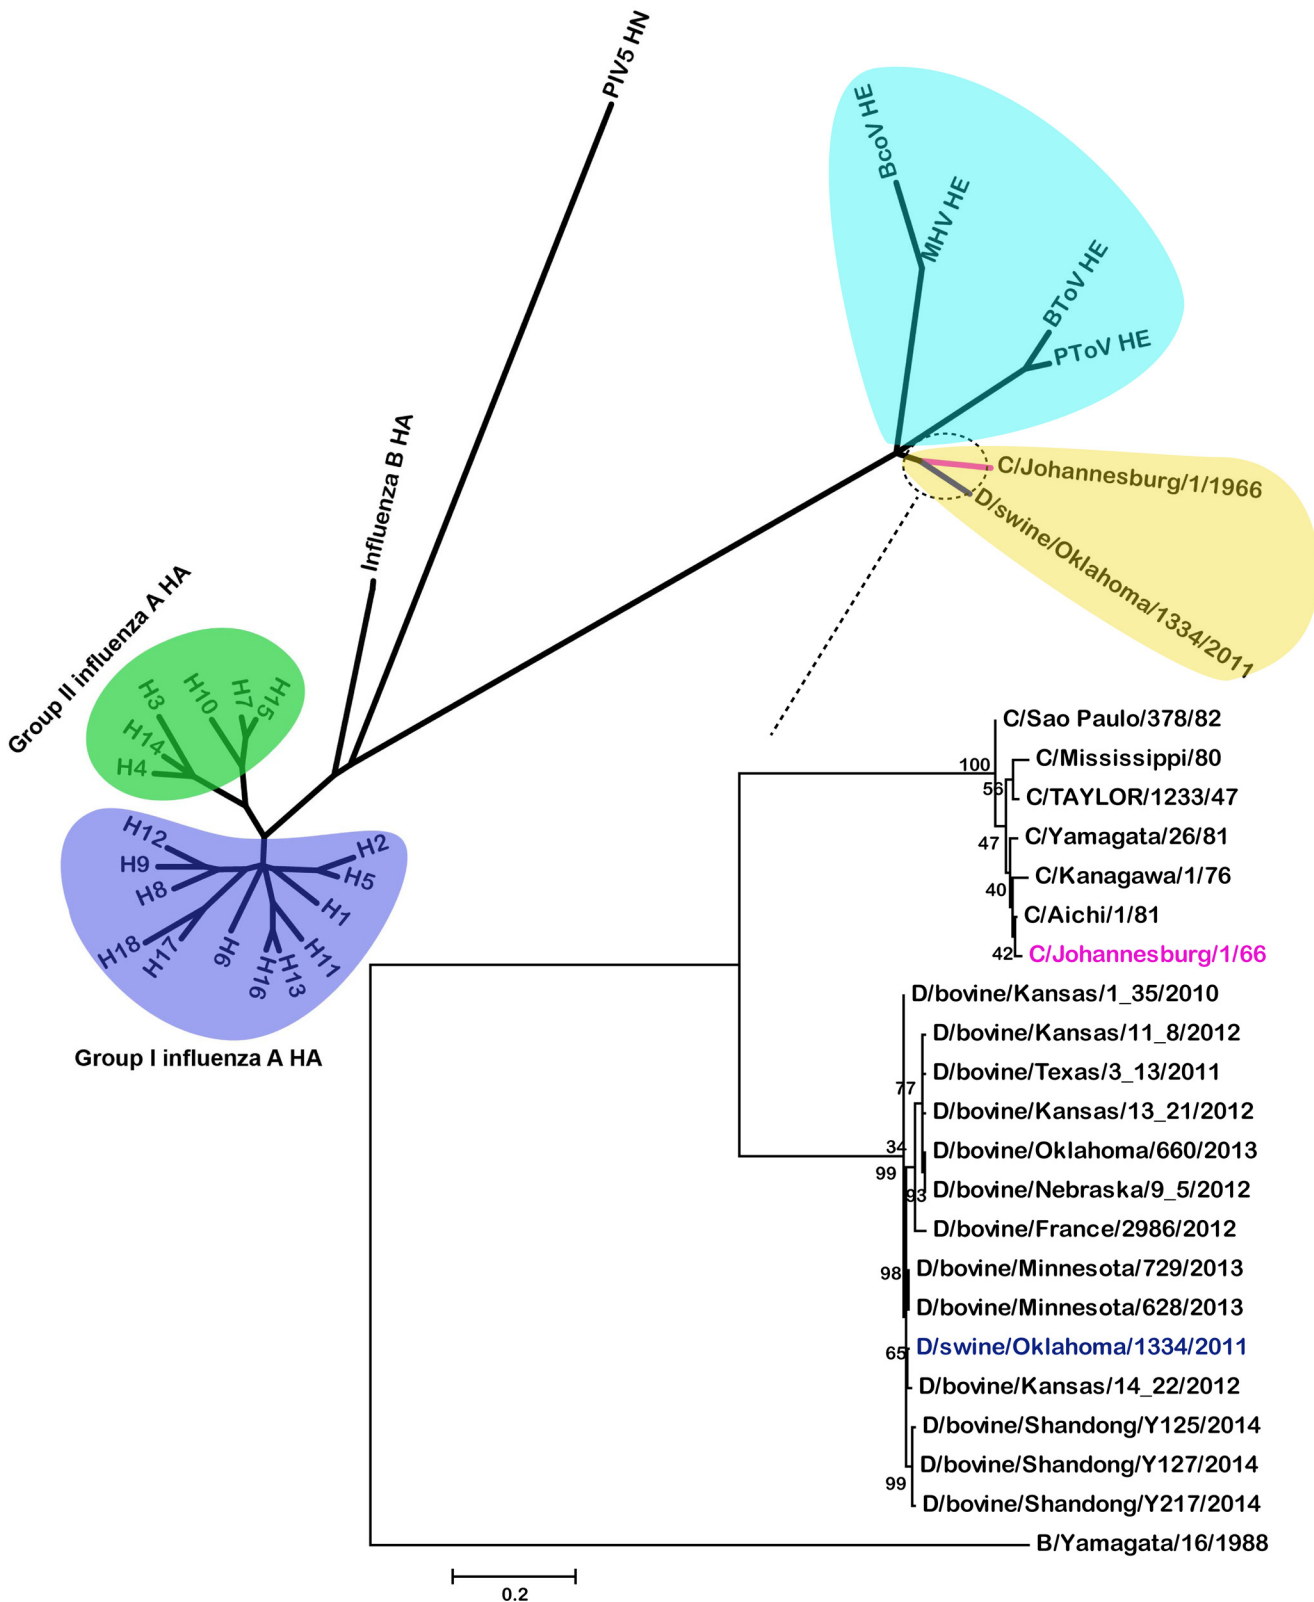 PIV5 HN
BcoV HE
MHV HE
BToV HE
PToV HE
C/Johannesburg/1/1966
D/swine/Oklahoma/1334/2011
Influenza B HA
Group II influenza A HA
H3
H10
H7
H15
H14
H4
H12
H9
H8
H18
H17
H6
H16
H13
H11
H1
H5
H2
Group I influenza A HA
C/Sao Paulo/378/82
100
C/Mississippi/80
56
C/TAYLOR/1233/47
C/Yamagata/26/81
47
C/Kanagawa/1/76
40
C/Aichi/1/81
42
C/Johannesburg/1/66
D/bovine/Kansas/1_35/2010
D/bovine/Kansas/11_8/2012
D/bovine/Texas/3_13/2011
77
D/bovine/Kansas/13_21/2012
34
D/bovine/Oklahoma/660/2013
99
93
D/bovine/Nebraska/9_5/2012
D/bovine/France/2986/2012
98
D/bovine/Minnesota/729/2013
D/bovine/Minnesota/628/2013
65
D/swine/Oklahoma/1334/2011
D/bovine/Kansas/14_22/2012
D/bovine/Shandong/Y125/2014
D/bovine/Shandong/Y127/2014
99
D/bovine/Shandong/Y217/2014
B/Yamagata/16/1988
0.2